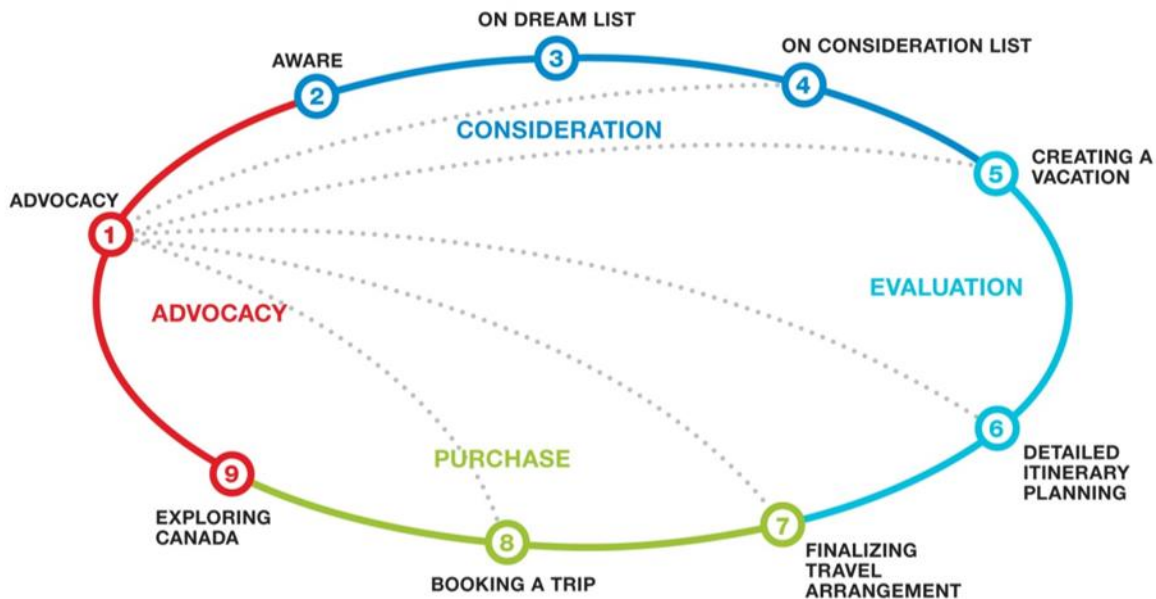 ON DREAM LIST
3
ON CONSIDERATION LIST
4
AWARE
2
CONSIDERATION
CREATING A
VACATION
5
ADVOCACY
1
EVALUATION
ADVOCACY
6
DETAILED
ITINERARY
PLANNING
PURCHASE
9
EXPLORING
CANADA
8
BOOKING A TRIP
7
FINALIZING
TRAVEL
ARRANGEMENT